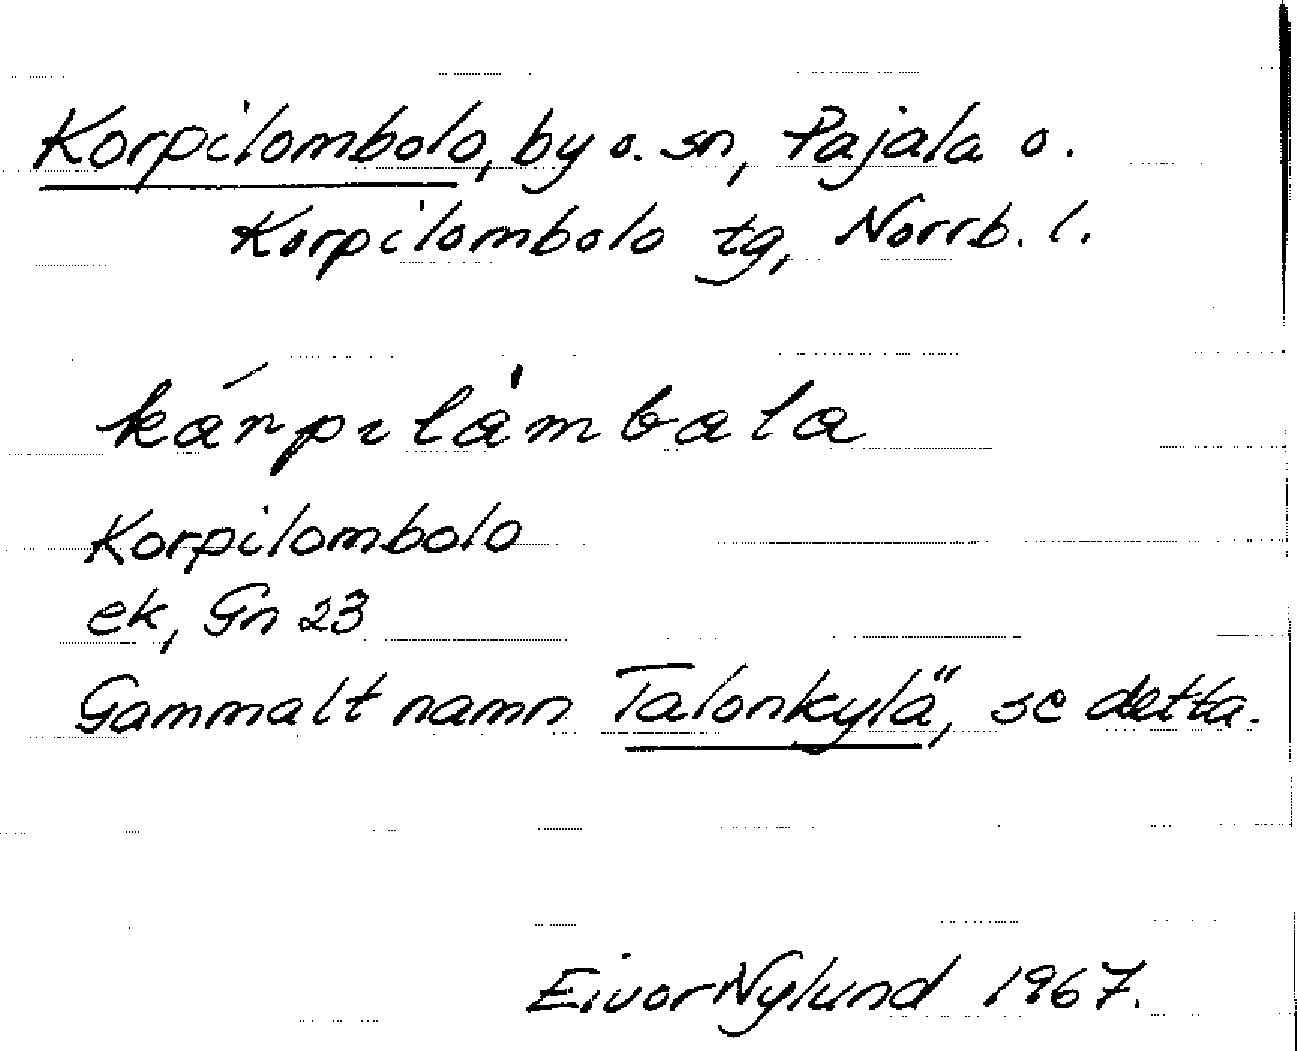 Korpilombolo, by o. sn, Pajala o.
Korpilombolo tg, Norrb. l.
kárpilàmbala
Korpilombolo
ek, Gn 23
Gammalt namn Talonkylä, se detta.
Eivor Nylund 1967.